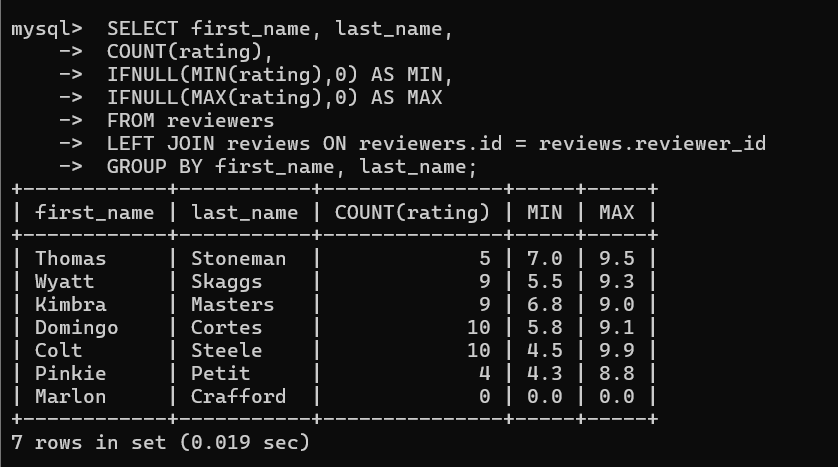 mysql>  SELECT first_name, last_name,
    ->  COUNT(rating),
    ->  IFNULL(MIN(rating),0) AS MIN,
    ->  IFNULL(MAX(rating),0) AS MAX
    ->  FROM reviewers
    ->  LEFT JOIN reviews ON reviewers.id = reviews.reviewer_id
    ->  GROUP BY first_name, last_name;
+------------+-----------+---------------+-----+-----+
| first_name | last_name | COUNT(rating) | MIN | MAX |
+------------+-----------+---------------+-----+-----+
| Thomas     | Stoneman  |             5 | 7.0 | 9.5 |
| Wyatt      | Skaggs    |             9 | 5.5 | 9.3 |
| Kimbra     | Masters   |             9 | 6.8 | 9.0 |
| Domingo    | Cortes    |            10 | 5.8 | 9.1 |
| Colt       | Steele    |            10 | 4.5 | 9.9 |
| Pinkie     | Petit     |             4 | 4.3 | 8.8 |
| Marlon     | Crafford  |             0 | 0.0 | 0.0 |
+------------+-----------+---------------+-----+-----+
7 rows in set (0.019 sec)